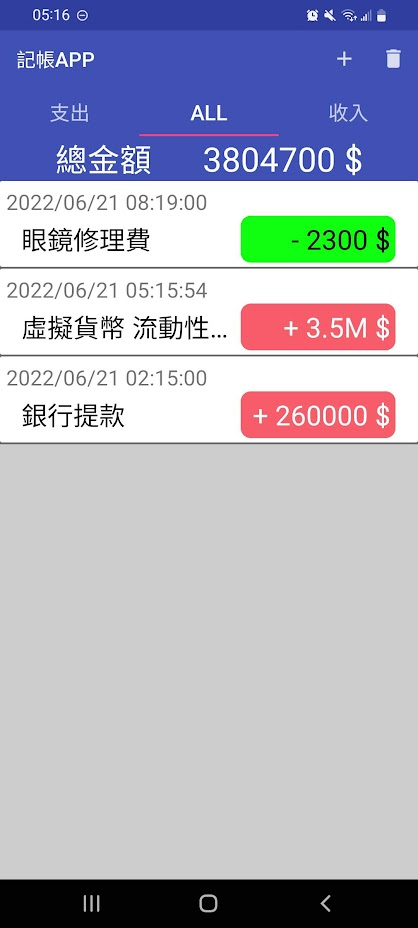 05:16
記帳APP
支出 ALL 收入
總金額 3804700 $
2022/06/21 08:19:00
眼鏡修理費 - 2300 $
2022/06/21 05:15:54
虛擬貨幣 流動性... + 3.5M $
2022/06/21 02:15:00
銀行提款 + 260000 $